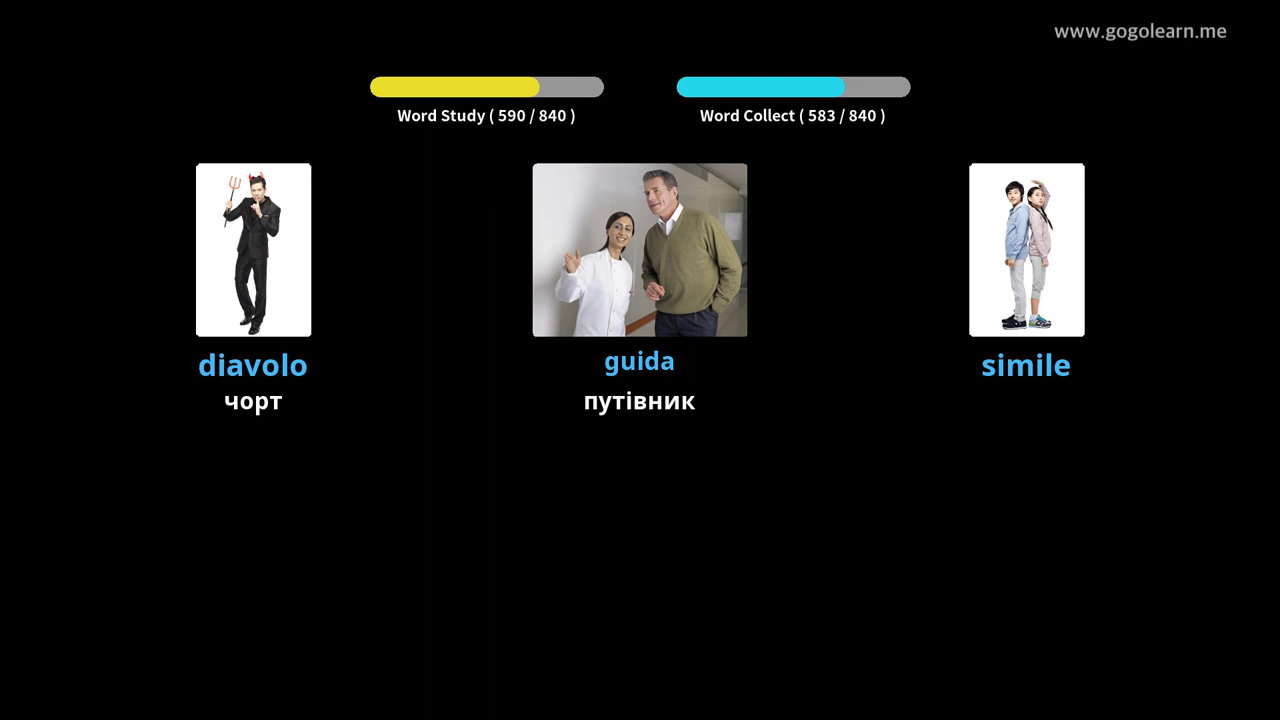 www.gogolearn.me
Word Study ( 590 / 840 )
Word Collect ( 583 / 840 )
diavolo
guida
simile
чорт
путівник